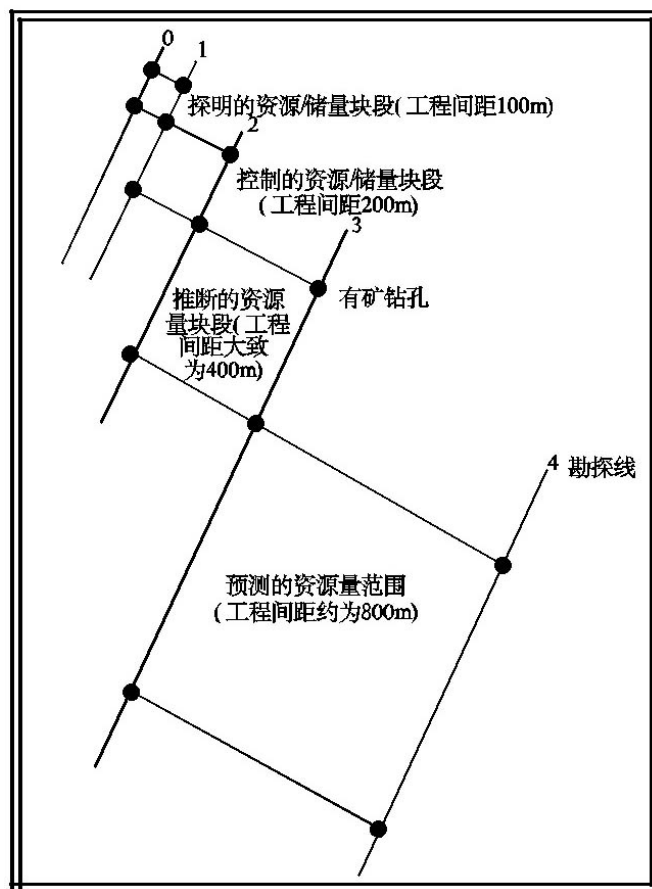 0
1
探明的资源/储量块段( 工程间距100m)
2
控制的资源/储量块段
( 工程间距200m)
3
推断的资源
量块段( 工程
间距大致
为400m)
有矿钻孔
4 勘探线
预测的资源量范围
( 工程间距约为800m)